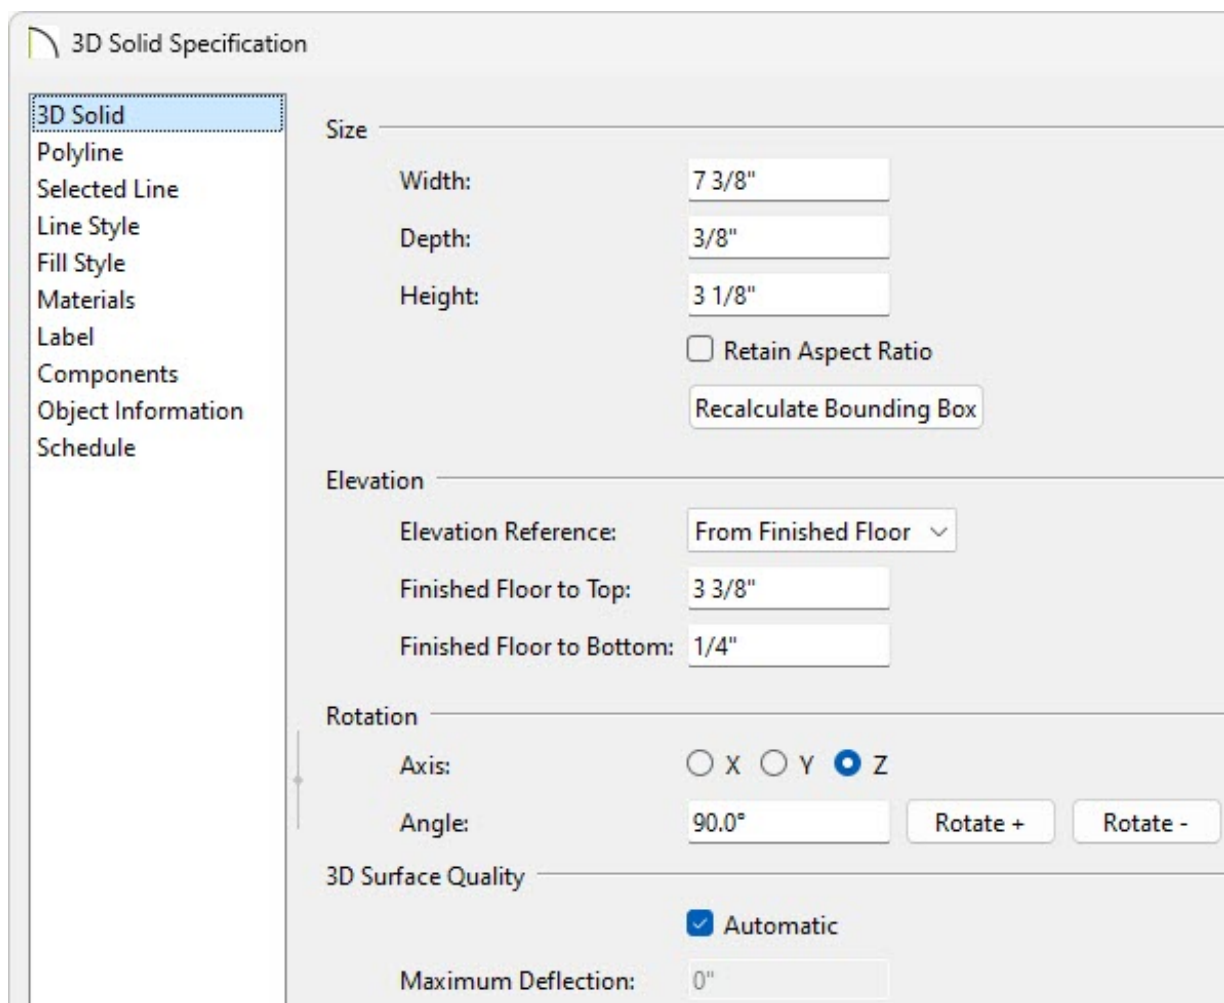 3D Solid Specification
3D Solid
Polyline
Selected Line
Line Style
Fill Style
Materials
Label
Components
Object Information
Schedule
Size
Width: 7 3/8"
Depth: 3/8"
Height: 3 1/8"
Retain Aspect Ratio
Recalculate Bounding Box
Elevation
Elevation Reference: From Finished Floor
Finished Floor to Top: 3 3/8"
Finished Floor to Bottom: 1/4"
Rotation
Axis: X Y Z
Angle: 90.0° Rotate + Rotate -
3D Surface Quality
Automatic
Maximum Deflection: 0"